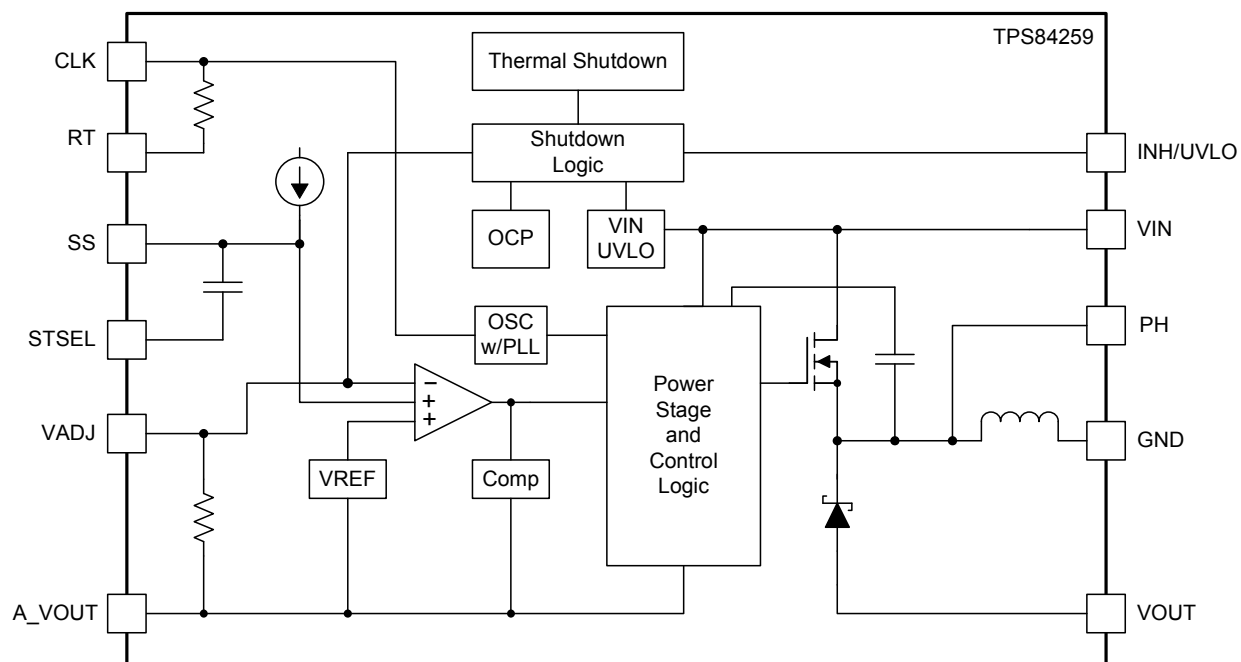 TPS84259
CLK
Thermal Shutdown
RT
Shutdown
Logic
INH/UVLO
SS
OCP
VIN
UVLO
VIN
STSEL
OSC
w/PLL
PH
Power
Stage
and
Control
Logic
−
+
+
VADJ
GND
VREF
Comp
A_VOUT
VOUT